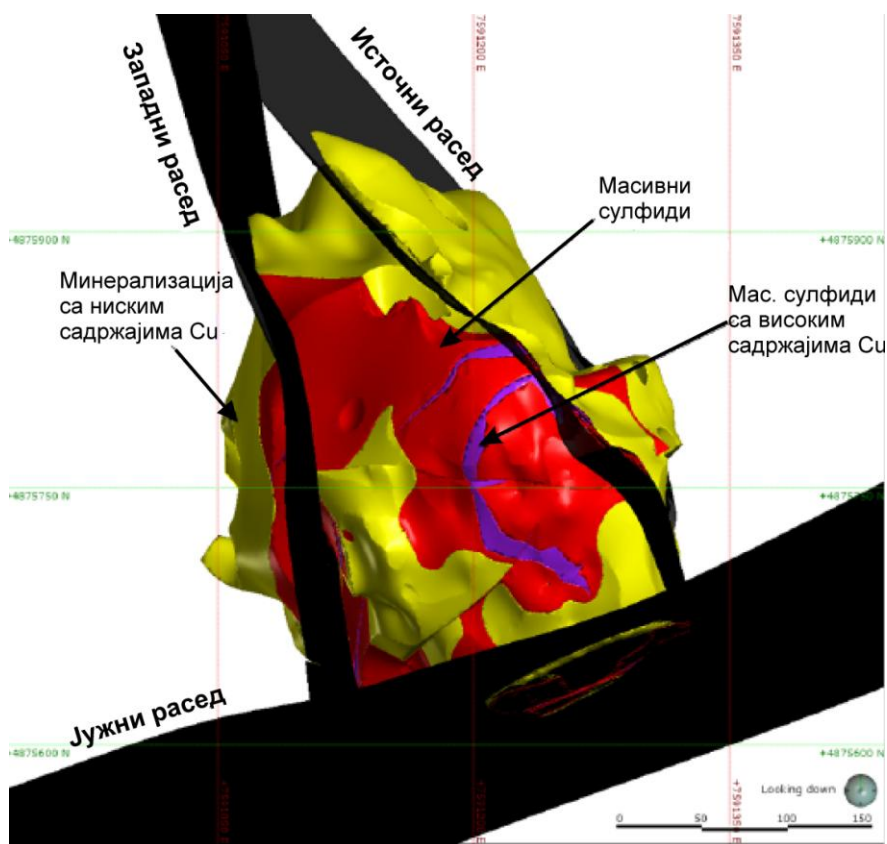 7591200 E
7591350 E
Западни расед
Источни расед
Масивни
сулфиди
+4875900 N
+4875900 N
Минерализација
са ниским
садржајима Cu
Мас. сулфиди
са високим
садржајима Cu
+4875750 N
Јужни расед
+4875600 N
+4875600 N
+7591350 E
Looking down
0 50 100 150